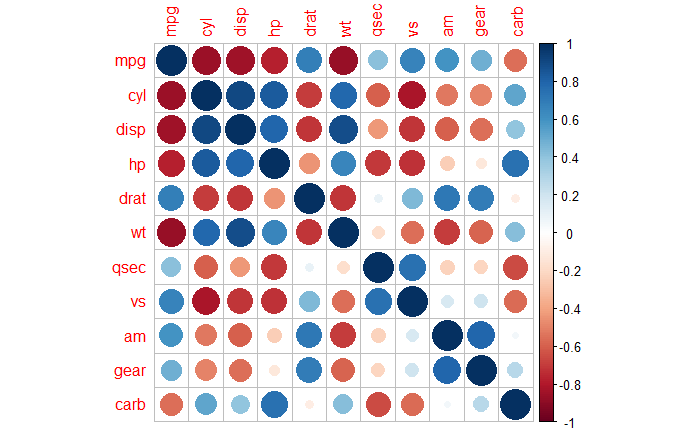 mpg cyl disp hp drat wt qsec vs am gear carb
mpg
cyl
disp
hp
drat
wt
qsec
vs
am
gear
carb
1
0.8
0.6
0.4
0.2
0
-0.2
-0.4
-0.6
-0.8
-1